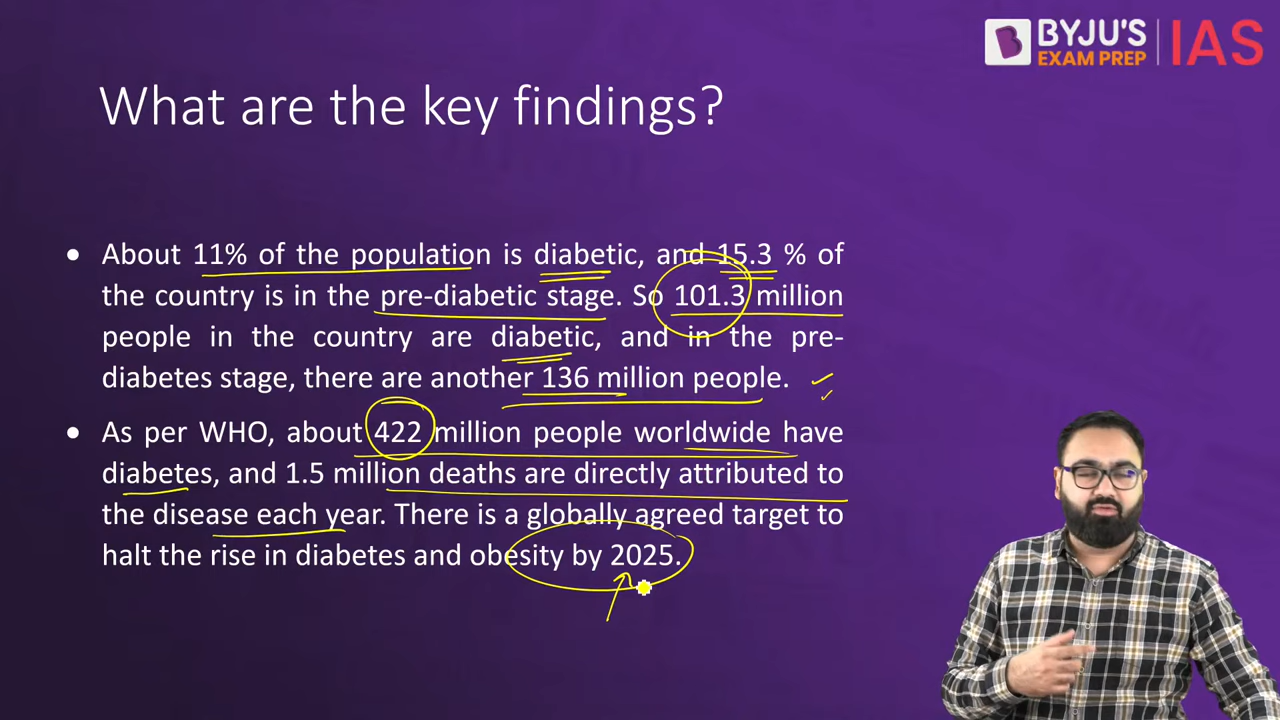 BYJU'S
EXAM PREP
IAS
What are the key findings?
• About 11% of the population is diabetic, and 15.3 % of
the country is in the pre-diabetic stage. So 101.3 million
people in the country are diabetic, and in the pre-
diabetes stage, there are another 136 million people.
• As per WHO, about 422 million people worldwide have
diabetes, and 1.5 million deaths are directly attributed to
the disease each year. There is a globally agreed target to
halt the rise in diabetes and obesity by 2025.